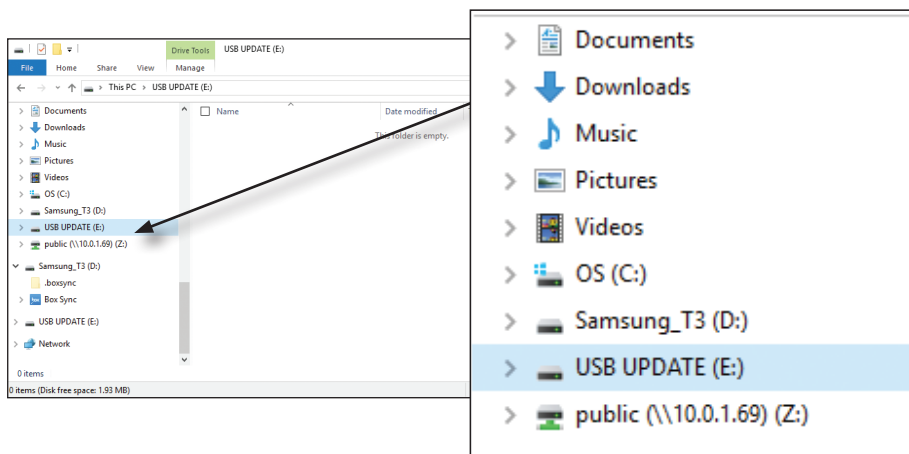 Drive Tools USB UPDATE (E:)
File Home Share View Manage
This PC > USB UPDATE (E:)
Documents
Downloads
Music
Pictures
Videos
OS (C:)
Samsung_T3 (D:)
USB UPDATE (E:)
public (\\10.0.1.69) (Z:)
Samsung_T3 (D:)
.boxsync
Box Sync
USB UPDATE (E:)
Network
Name Date modified
This folder is empty.
0 items
0 items (Disk free space: 1.93 MB)
Documents
Downloads
Music
Pictures
Videos
OS (C:)
Samsung_T3 (D:)
USB UPDATE (E:)
public (\\10.0.1.69) (Z:)